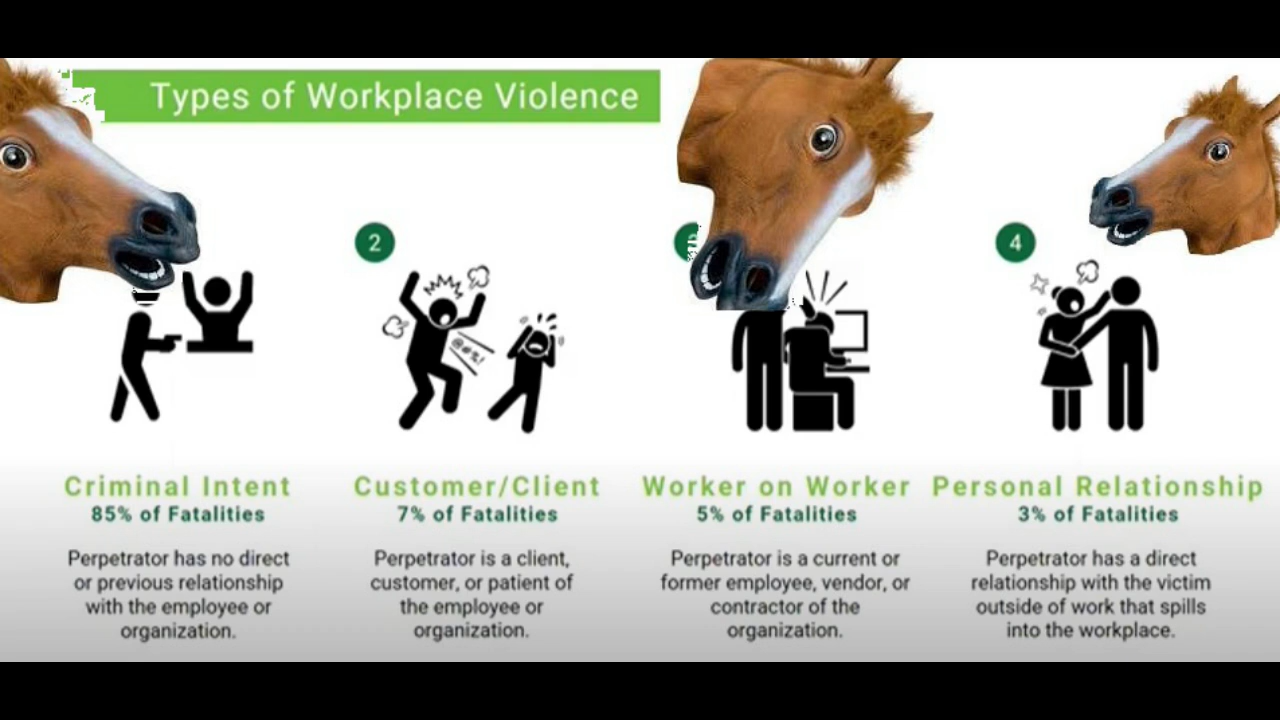 Types of Workplace Violence
2
4
@#%!
Criminal Intent
85% of Fatalities
Perpetrator has no direct
or previous relationship
with the employee or
organization.
Customer/Client
7% of Fatalities
Perpetrator is a client,
customer, or patient of
the employee or
organization.
Worker on Worker
5% of Fatalities
Perpetrator is a current or
former employee, vendor, or
contractor of the
organization.
Personal Relationship
3% of Fatalities
Perpetrator has a direct
relationship with the victim
outside of work that spills
into the workplace.